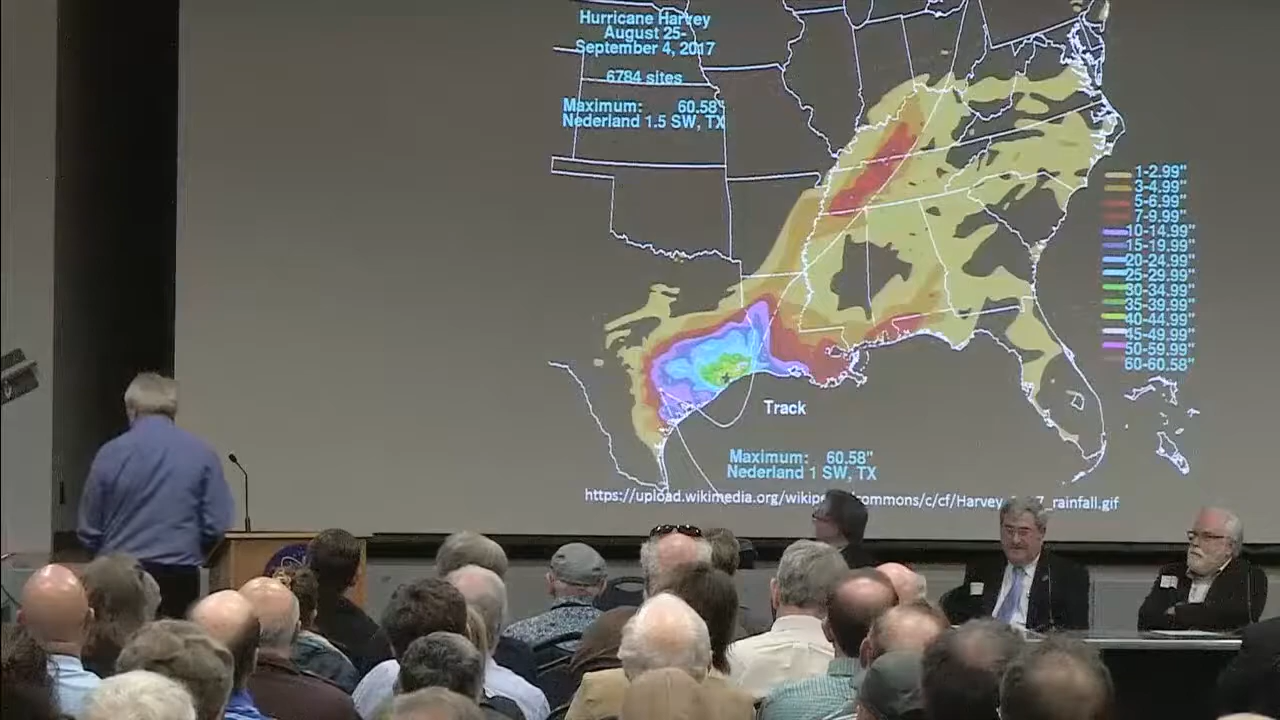 Hurricane Harvey
August 25-
September 4, 2017
6784 sites
Maximum: 60.58"
Nederland 1.5 SW, TX
1-2.99"
3-4.99"
5-6.99"
7-9.99"
10-14.99"
15-19.99"
20-24.99"
25-29.99"
30-34.99"
35-39.99"
40-44.99"
45-49.99"
50-59.99"
60-60.58"
Track
Maximum: 60.58"
Nederland 1 SW, TX
https://upload.wikimedia.org/wikipe commons/c/cf/Harvey 7_rainfall.gif